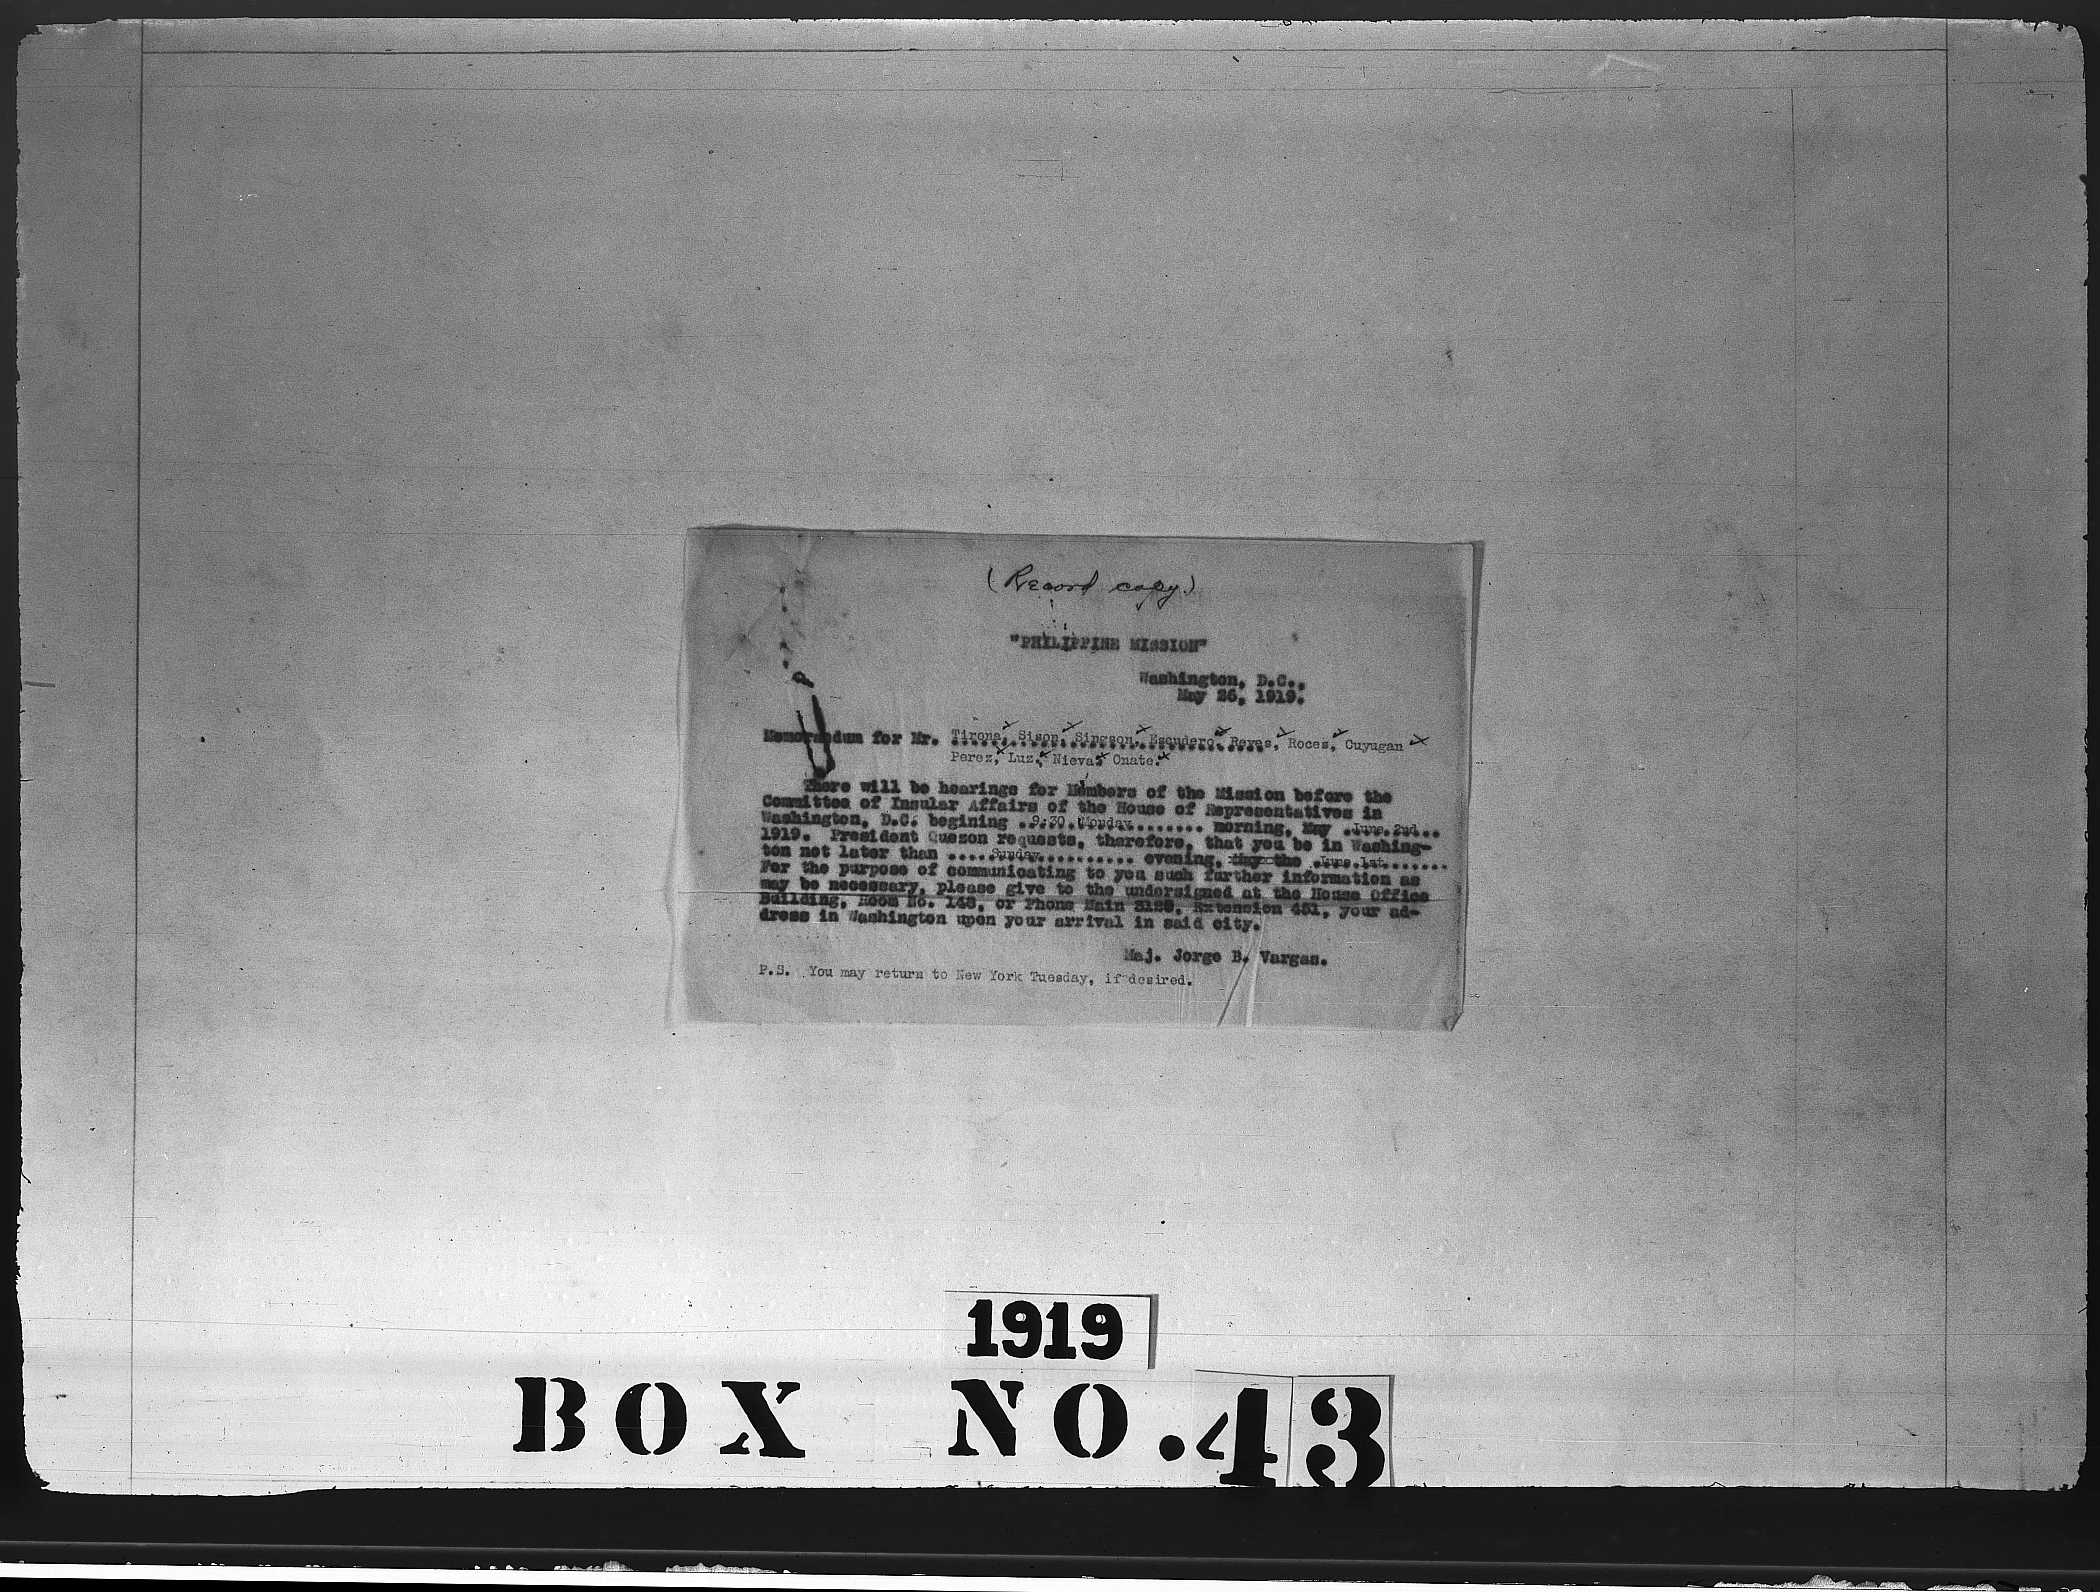 (Record copy)
"PHILIPPINE MISSION"
Washington, D.C.,
May 26, 1919.
Memorandum for Mr. Tirona, Sison, Singson, Escudero, Reyes, Roces, Cuyugan
Perez, Luz, Nieva, Onate.
There will be hearings for Members of the Mission before the
Committee of Insular Affairs of the House of Representatives in
Washington, D.C. begining .9:30.Monday........ morning, May .June.2nd..
1919. President Quezon requests, therefore, that you be in Washing-
ton not later than .....Sunday.......... evening, the .June.1st.......
For the purpose of communicating to you such further information as
may be necessary, please give to the undersigned at the House Office
Building, Room No. 148, or Phone Main 3120, Extension 451, your ad-
dress in Washington upon your arrival in said city.
Maj. Jorge B. Vargas.
P.S. You may return to New York Tuesday, if desired.
1919
BOX NO.43